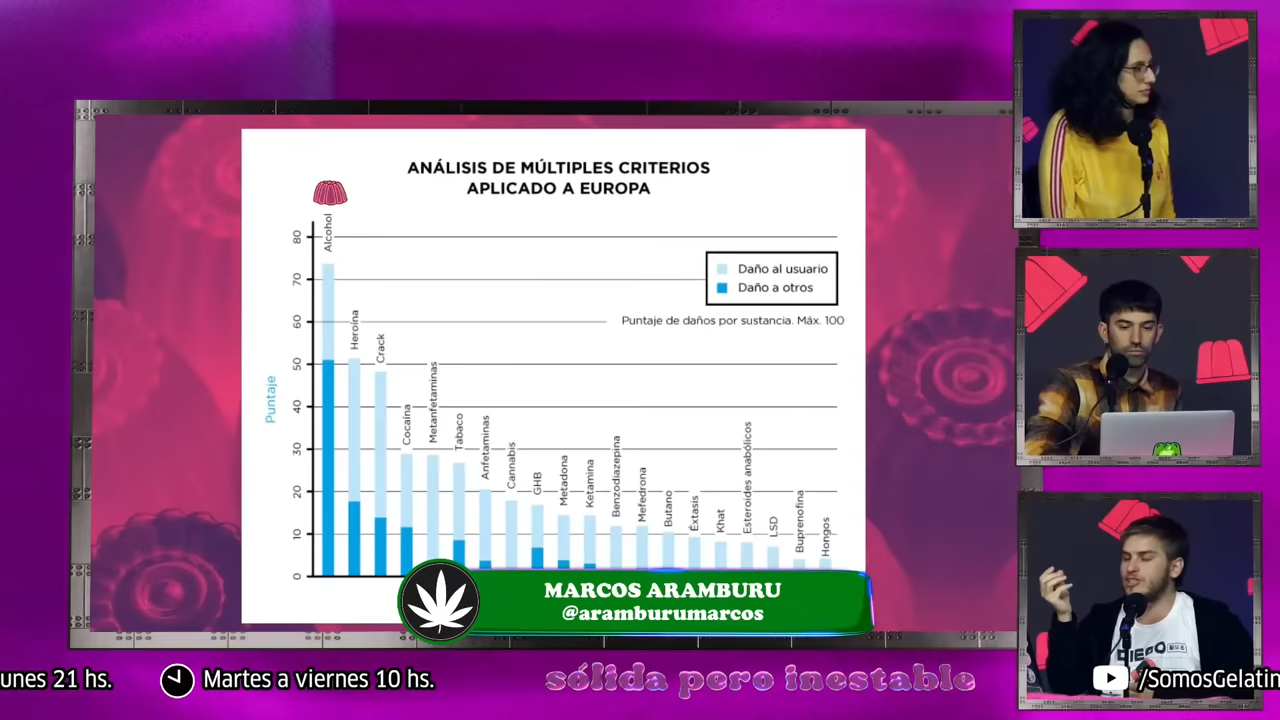 ANÁLISIS DE MÚLTIPLES CRITERIOS
APLICADO A EUROPA
Daño al usuario
Daño a otros
Puntaje de daños por sustancia. Máx. 100
Puntaje
80
70
60
50
40
30
20
10
0
Alcohol
Heroína
Crack
Cocaína
Metanfetaminas
Tabaco
Anfetaminas
Cannabis
GHB
Metadona
Ketamina
Benzodiazepina
Mefedrona
Butano
Éxtasis
Khat
Esteroides anabólicos
LSD
Buprenofina
Hongos
MARCOS ARAMBURU
@aramburumarcos
DIEGO
unes 21 hs.
Martes a viernes 10 hs.
sólida pero inestable
/SomosGelatin